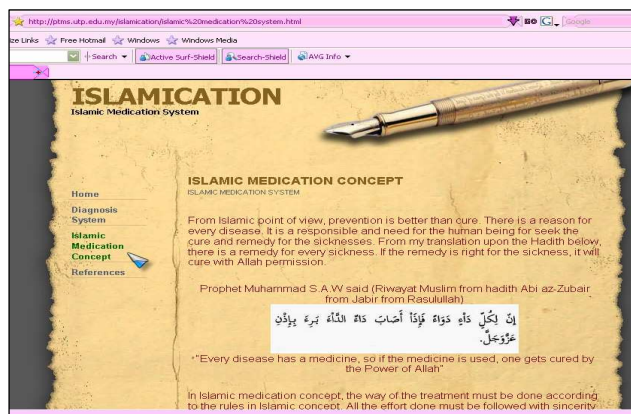 http://ptms.utp.edu.my/islamication/islamic%20medication%20system.html
GO
G
Google
ize Links Free Hotmail Windows Windows Media
Search Active Surf-Shield Search-Shield AVG Info
ISLAMICATION
Islamic Medication System
Home
Diagnosis
System
Islamic
Medication
Concept
References
ISLAMIC MEDICATION CONCEPT
ISLAMIC MEDICATION SYSTEM
From Islamic point of view, prevention is better than cure. There is a reason for
every disease. It is a responsible and need for the human being for seek the
cure and remedy for the sicknesses. From my translation upon the Hadith below,
there is a remedy for every sickness. If the remedy is right for the sickness, it will
cure with Allah permission.
Prophet Muhammad S.A.W said (Riwayat Muslim from hadith Abi az-Zubair
from Jabir from Rasulullah)
إِنَّ لِكُلِّ دَاءٍ دَوَاءٌ فَإِذَا أَصَابَ دَاءُ الدَّاءَ بَرِءَ بِإِذْنِ
عَزَّوَجَلَّ.
"Every disease has a medicine, so if the medicine is used, one gets cured by
the Power of Allah"
In Islamic medication concept, the way of the treatment must be done according
to the rules in Islamic concept. All the effort done must be followed with sincerity